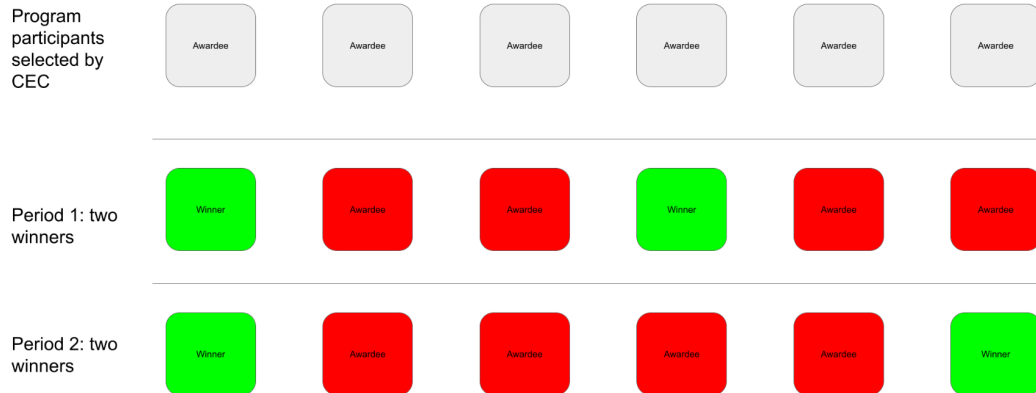 Program
participants
selected by
CEC
Awardee Awardee Awardee Awardee Awardee Awardee
Period 1: two
winners
Winner Awardee Awardee Winner Awardee Awardee
Period 2: two
winners
Winner Awardee Awardee Awardee Awardee Winner